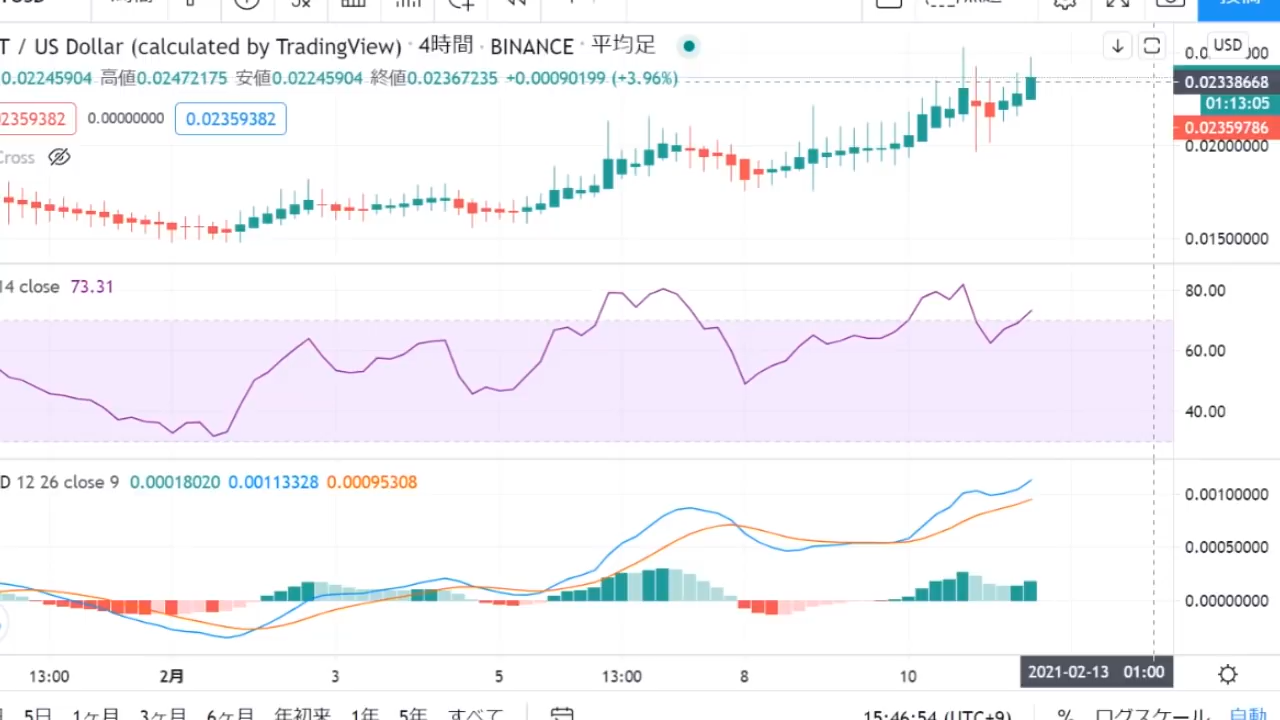 T / US Dollar (calculated by TradingView) · 4時間 · BINANCE · 平均足
0.02245904 高値0.02472175 安値0.02245904 終値0.02367235 +0.00090199 (+3.96%)
USD
0.02338668
01:13:05
0.02359786
0.02000000
0.01500000
02359382 0.00000000 0.02359382
Cross
14 close 73.31
80.00
60.00
40.00
D 12 26 close 9 0.00018020 0.00113328 0.00095308
0.00100000
0.00050000
0.00000000
13:00 2月 3 5 13:00 8 10 2021-02-13 01:00
5日 1ヶ月 3ヶ月 6ヶ月 年初来 1年 5年 すべて 15:46:54 (UTC+9) % ログスケール 自動